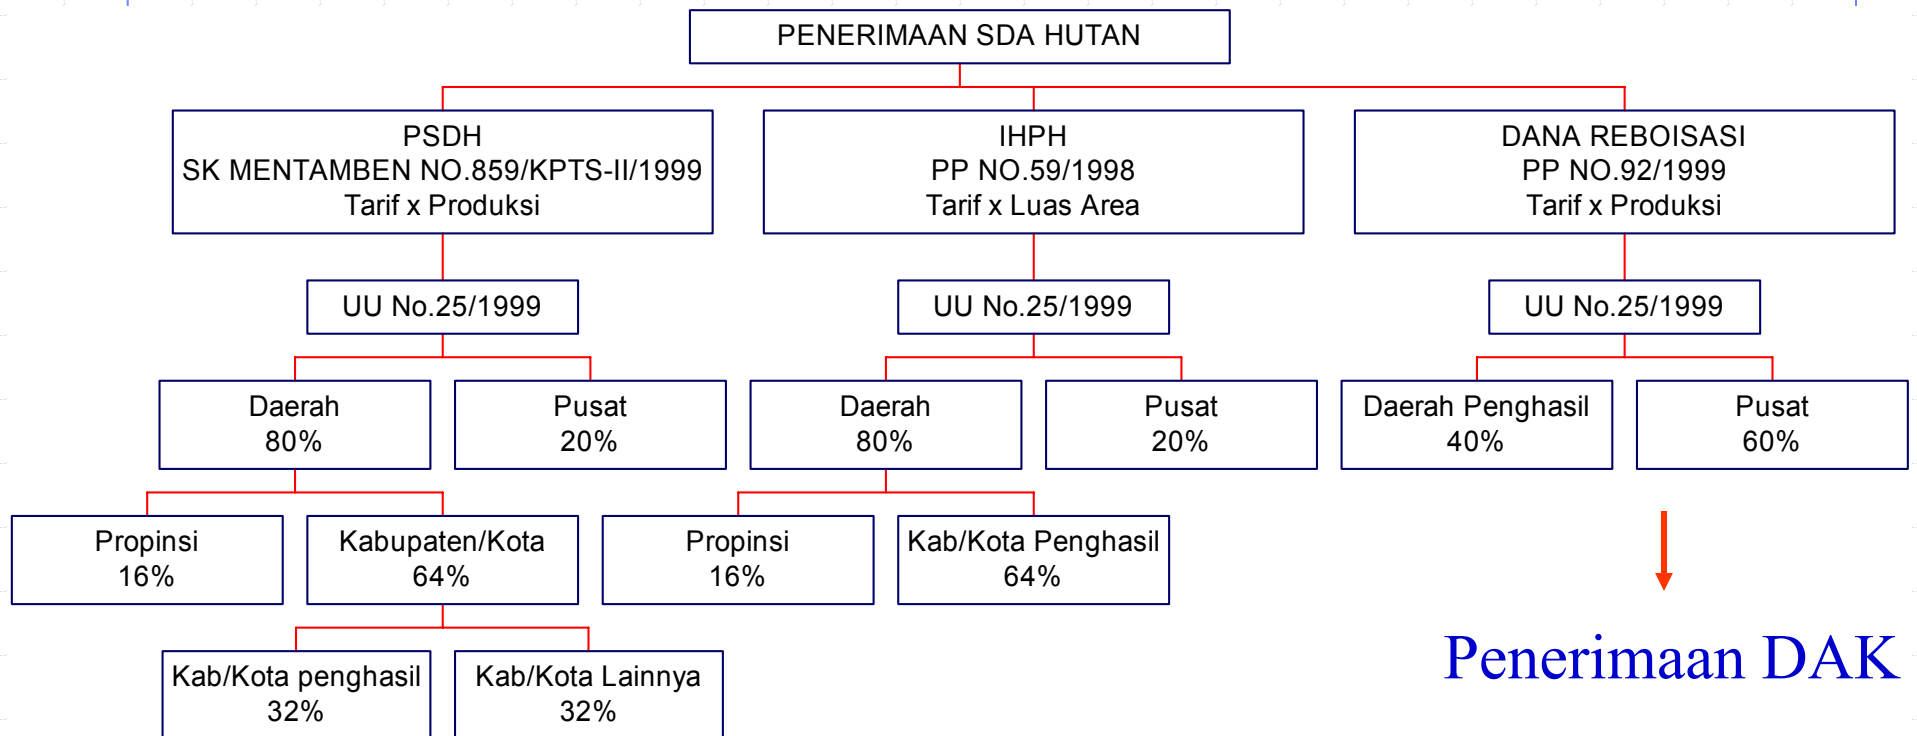 PENERIMAAN SDA HUTAN
PSDH
SK MENTAMBEN NO.859/KPTS-II/1999
Tarif x Produksi
IHPH
PP NO.59/1998
Tarif x Luas Area
DANA REBOISASI
PP NO.92/1999
Tarif x Produksi
UU No.25/1999
UU No.25/1999
UU No.25/1999
Daerah
80%
Pusat
20%
Daerah
80%
Pusat
20%
Daerah Penghasil
40%
Pusat
60%
Propinsi
16%
Kabupaten/Kota
64%
Propinsi
16%
Kab/Kota Penghasil
64%
Kab/Kota penghasil
32%
Kab/Kota Lainnya
32%
Penerimaan DAK